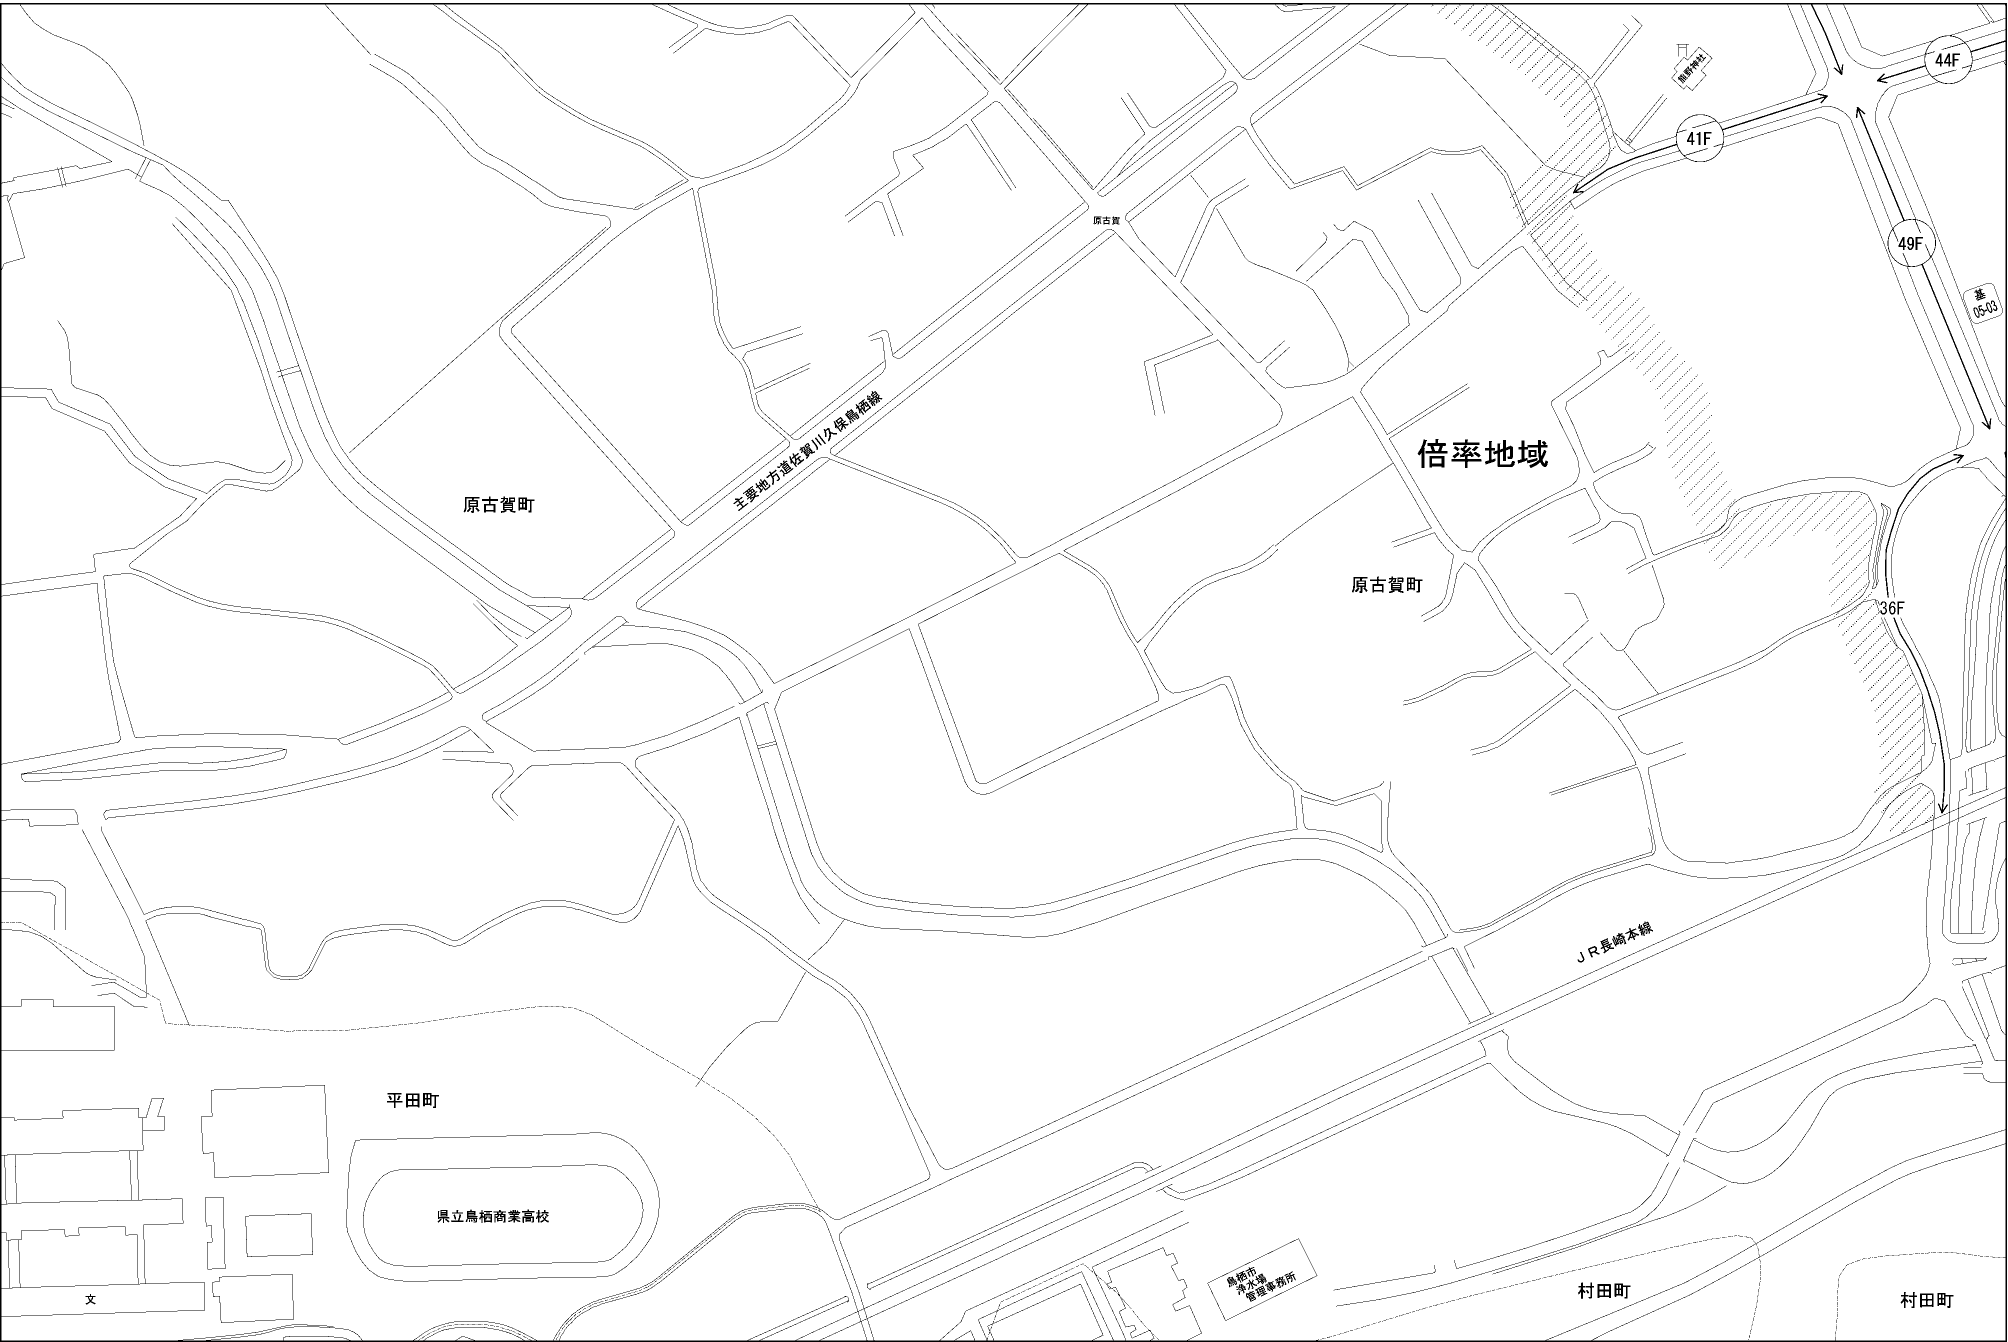 44F
熊野神社
41F
原古賀
49F
基
05-03
主要地方道佐賀川久保鳥栖線
倍率地域
原古賀町
原古賀町
36F
JR長崎本線
平田町
県立鳥栖商業高校
鳥栖市
浄水場
管理事務所
村田町
村田町
文